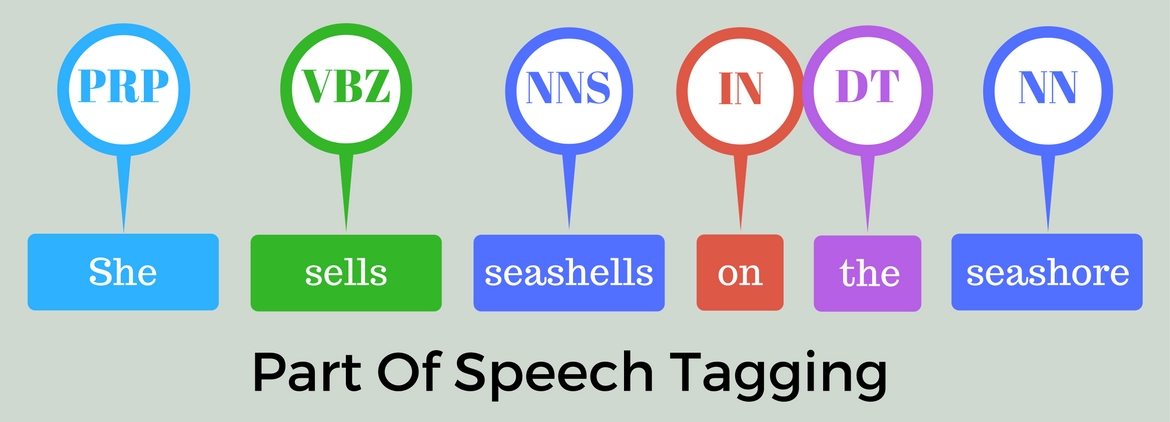 PRP VBZ NNS IN DT NN
She sells seashells on the seashore
Part Of Speech Tagging